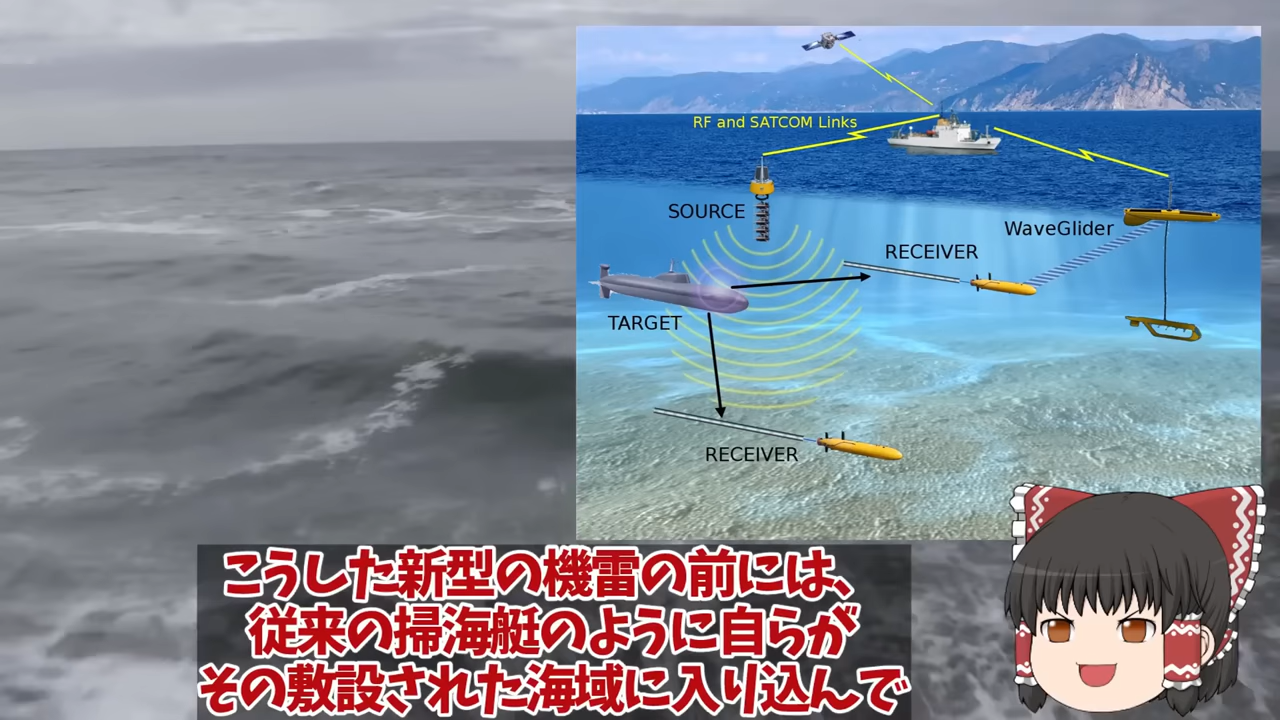 RF and SATCOM Links
SOURCE
WaveGlider
RECEIVER
TARGET
RECEIVER
こうした新型の機雷の前には、
従来の掃海艇のように自らが
その敷設された海域に入り込んで